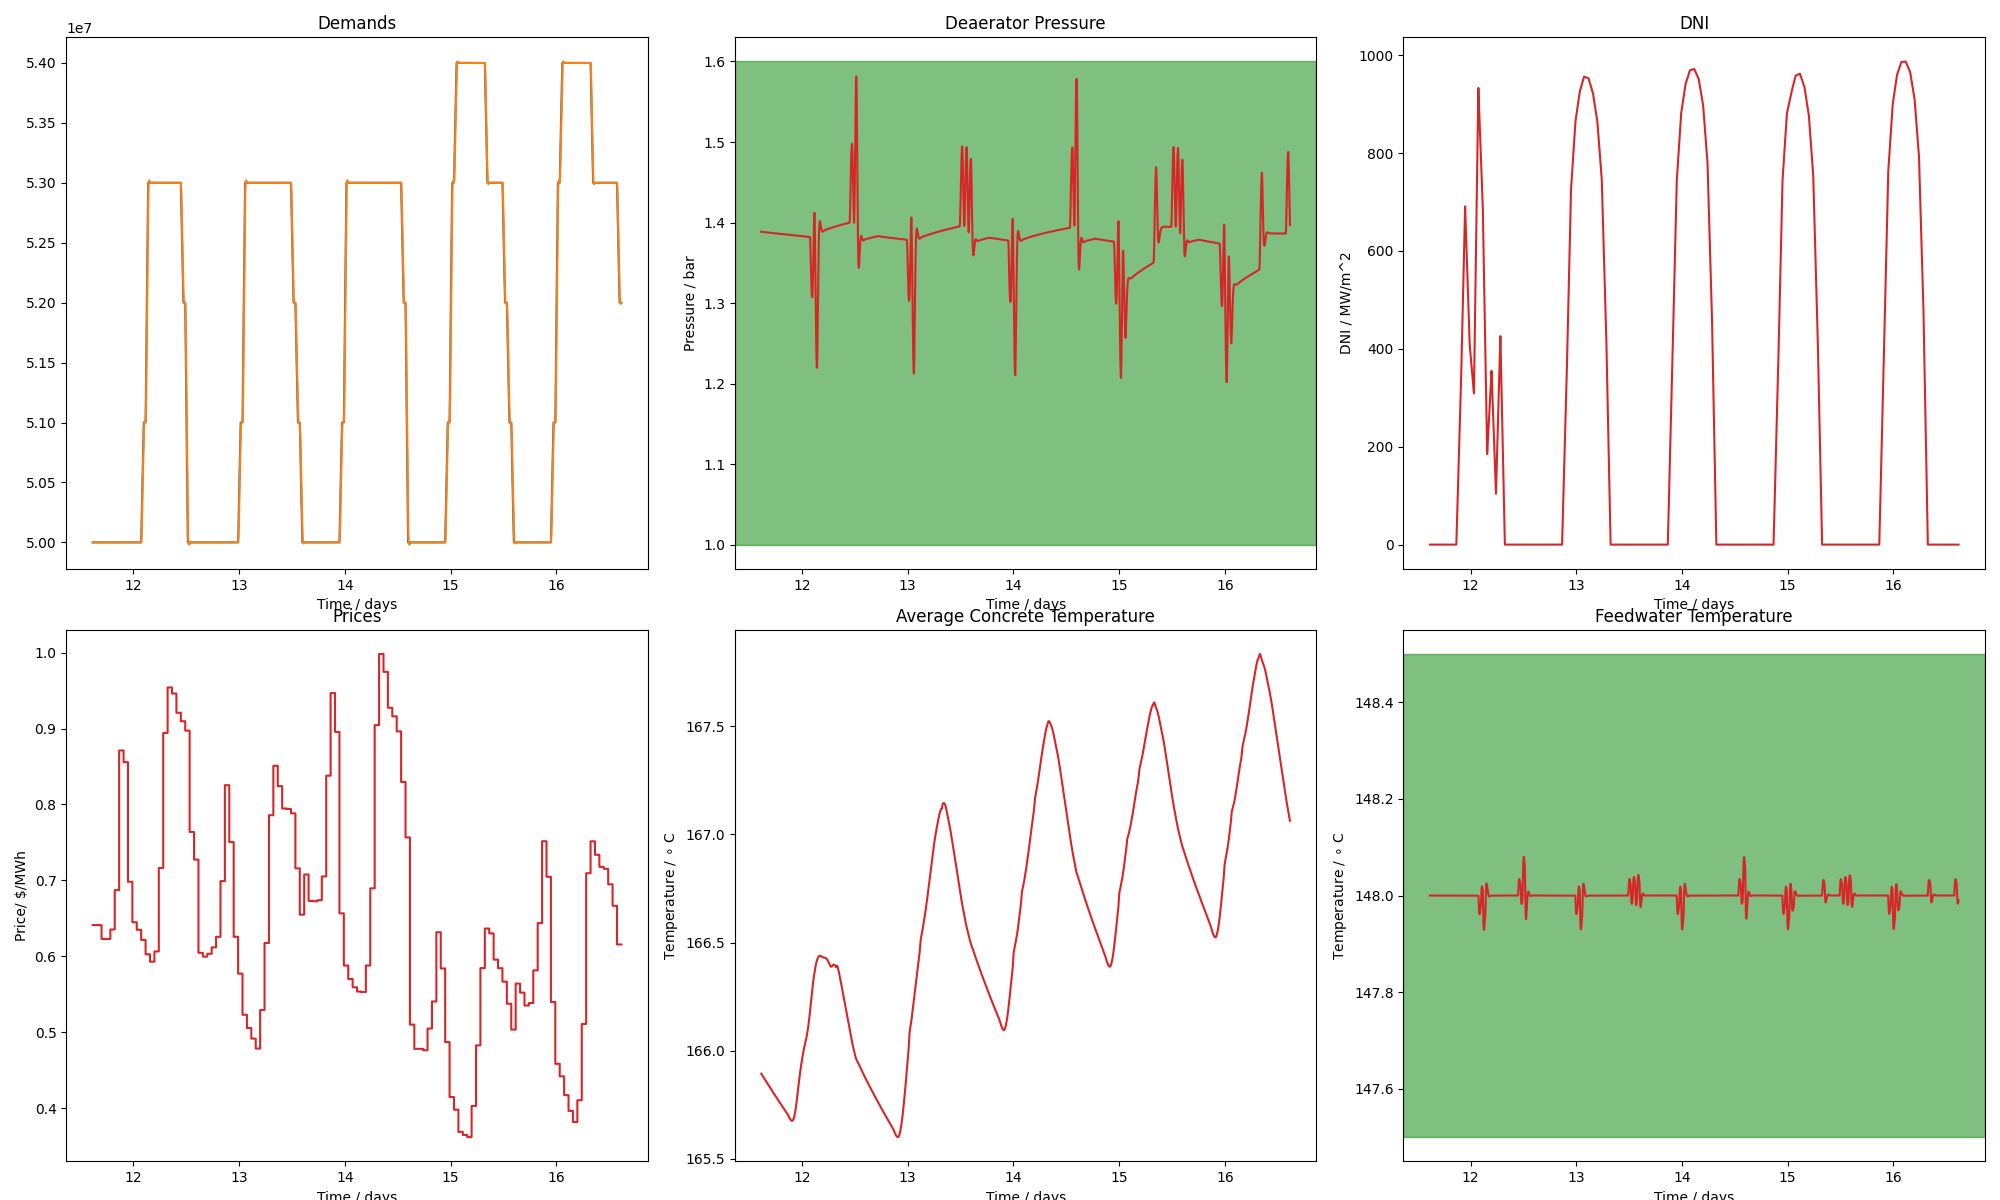 Demands
1e7
5.40
5.35
5.30
5.25
5.20
5.15
5.10
5.05
5.00
12 13 14 15 16
Time / days
Deaerator Pressure
Pressure / bar
1.6
1.5
1.4
1.3
1.2
1.1
1.0
12 13 14 15 16
Time / days
DNI
DNI / MW/m^2
1000
800
600
400
200
0
12 13 14 15 16
Time / days
Prices
Price/ $/MWh
1.0
0.9
0.8
0.7
0.6
0.5
0.4
12 13 14 15 16
Time / days
Average Concrete Temperature
Temperature / ∘ C
167.5
167.0
166.5
166.0
165.5
12 13 14 15 16
Time / days
Feedwater Temperature
Temperature / ∘ C
148.4
148.2
148.0
147.8
147.6
12 13 14 15 16
Time / days